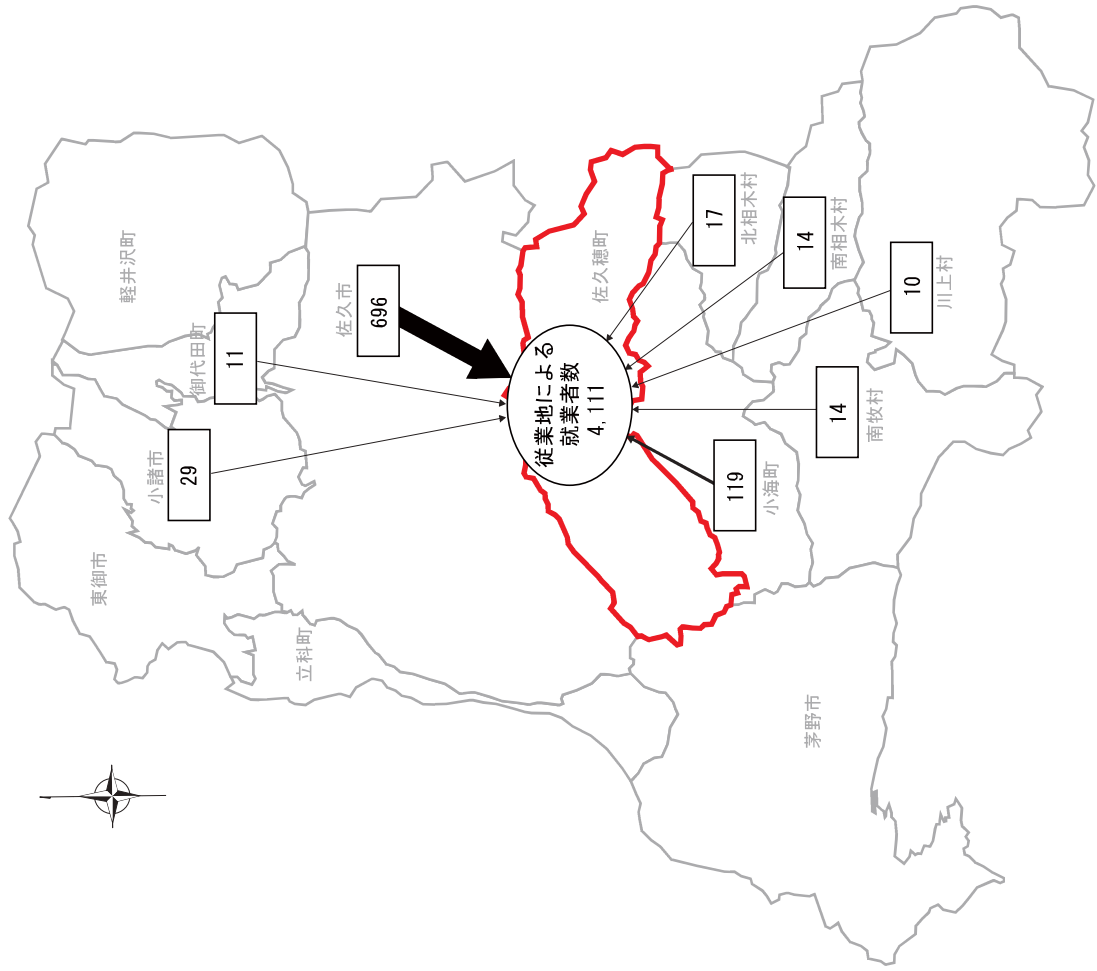 軽井沢町
御代田町
11
佐久市
696
小諸市
29
東御市
立科町
佐久穂町
従業地による
就業者数
4,111
17
北相木村
14
南相木村
10
川上村
14
南牧村
119
小海町
茅野市